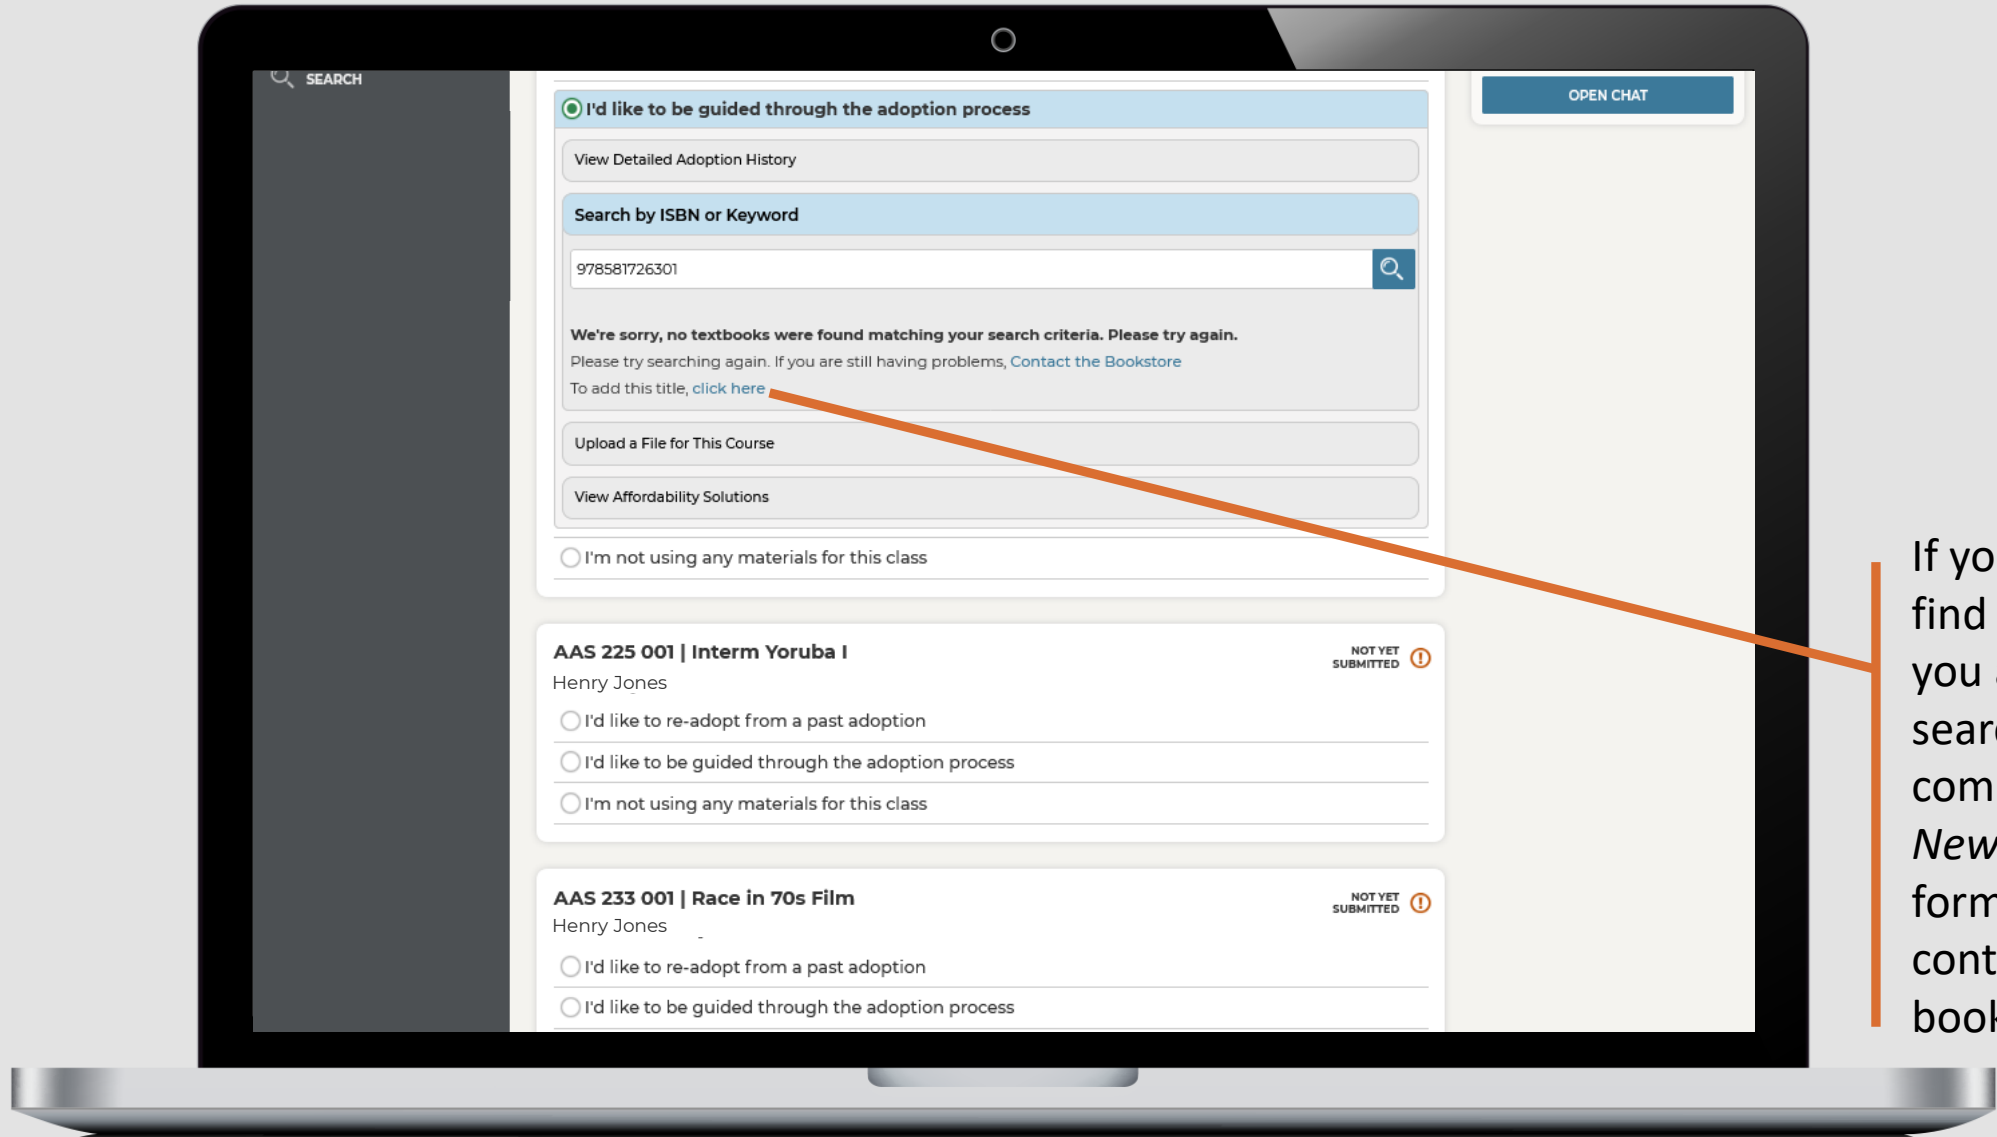 SEARCH
I'd like to be guided through the adoption process
OPEN CHAT
View Detailed Adoption History
Search by ISBN or Keyword
978581726301
We're sorry, no textbooks were found matching your search criteria. Please try again.
Please try searching again. If you are still having problems, Contact the Bookstore
To add this title, click here
Upload a File for This Course
View Affordability Solutions
I'm not using any materials for this class
AAS 225 001 | Interm Yoruba I
NOT YET
SUBMITTED
Henry Jones
I'd like to re-adopt from a past adoption
I'd like to be guided through the adoption process
I'm not using any materials for this class
AAS 233 001 | Race in 70s Film
NOT YET
SUBMITTED
Henry Jones
I'd like to re-adopt from a past adoption
I'd like to be guided through the adoption process
If
find
you
New